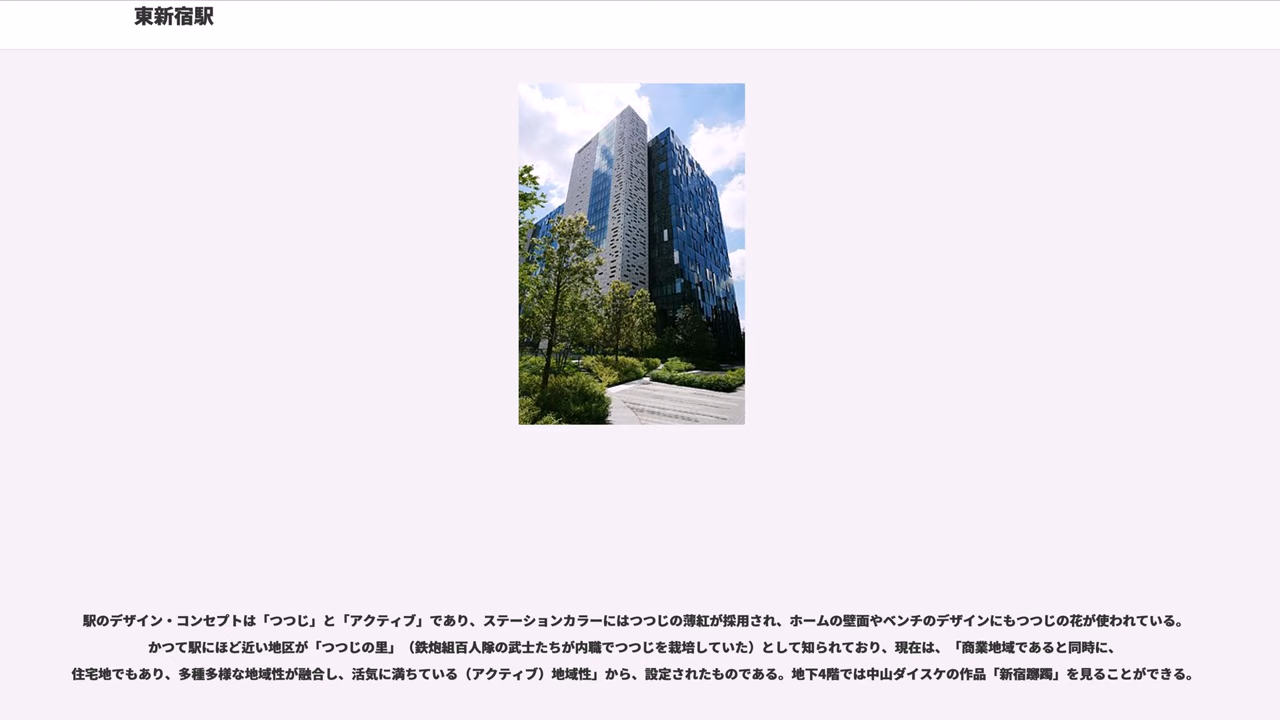 東新宿駅
駅のデザイン・コンセプトは「つつじ」と「アクティブ」であり、ステーションカラーにはつつじの薄紅が採用され、ホームの壁面やベンチのデザインにもつつじの花が使われている。
かつて駅にほど近い地区が「つつじの里」（鉄炮組百人隊の武士たちが内職でつつじを栽培していた）として知られており、現在は、「商業地域であると同時に、
住宅地でもあり、多種多様な地域性が融合し、活気に満ちている（アクティブ）地域性」から、設定されたものである。地下4階では中山ダイスケの作品「新宿躑躅」を見ることができる。